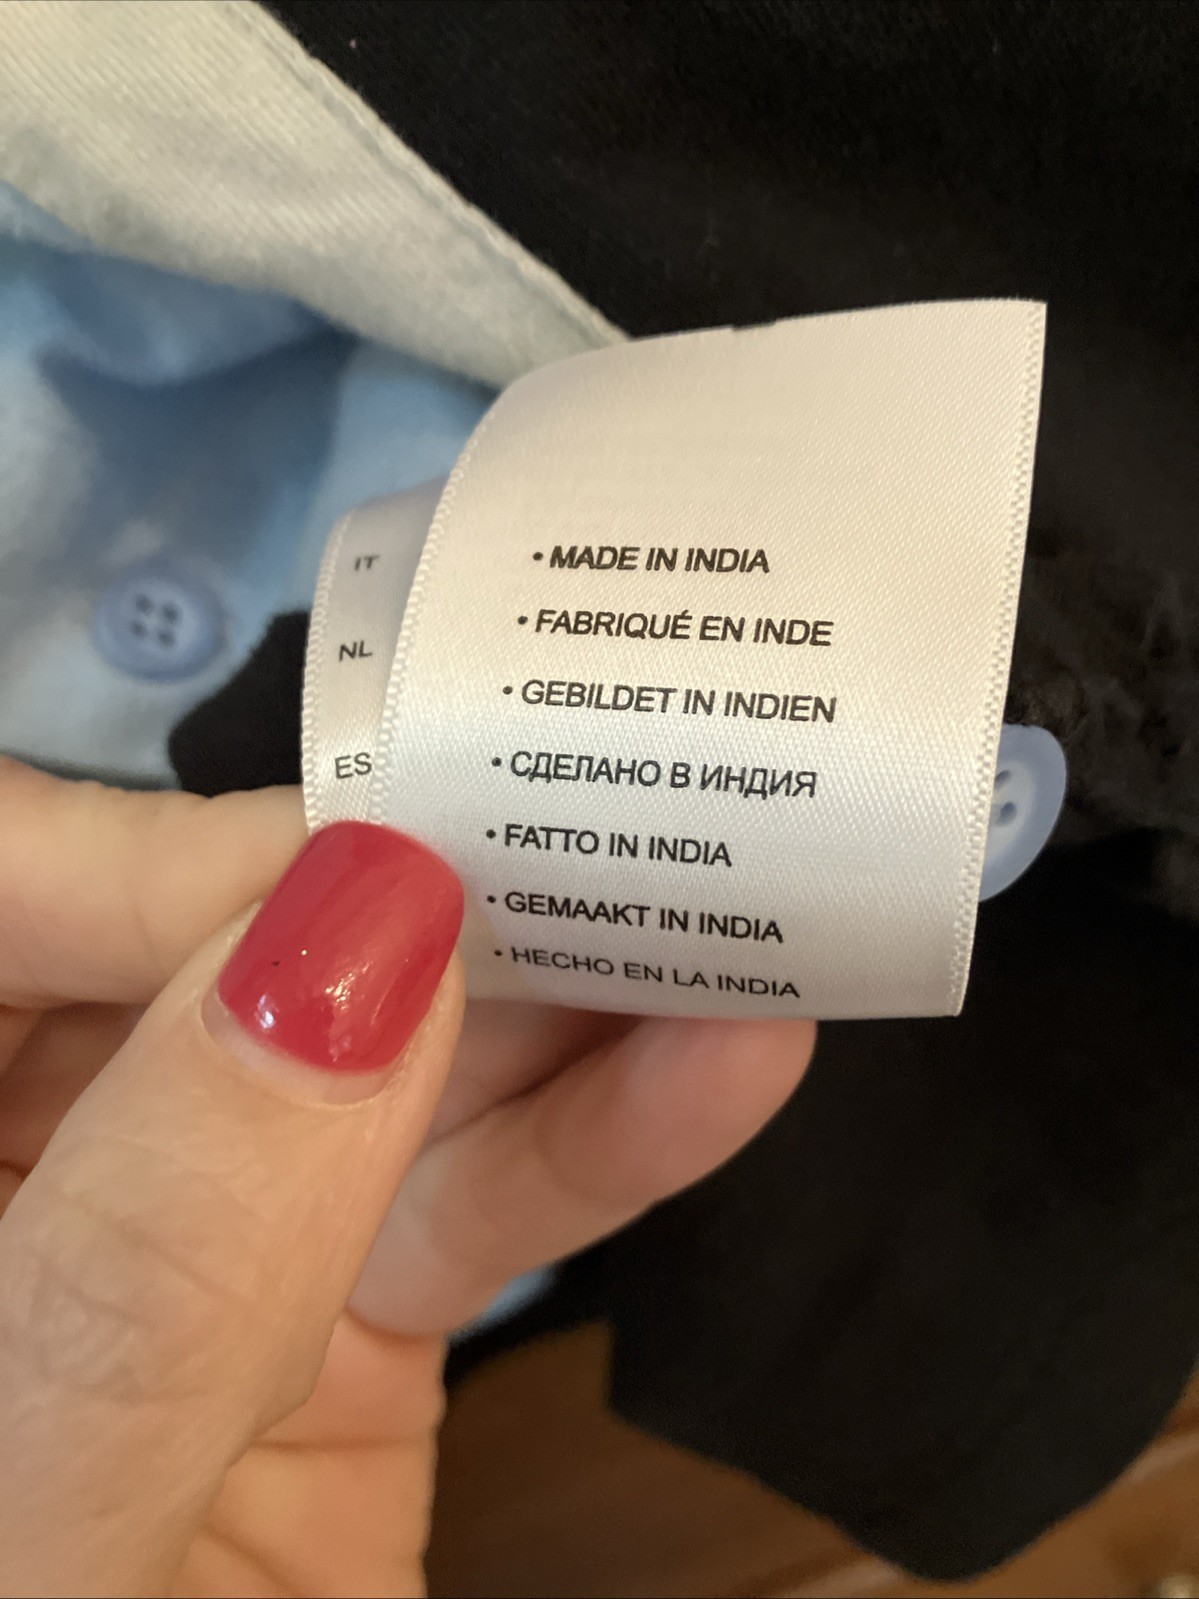 • MADE IN INDIA
• FABRIQUÉ EN INDE
• GEBILDET IN INDIEN
• СДЕЛАНО В ИНДИЯ
• FATTO IN INDIA
• GEMAAKT IN INDIA
• HECHO EN LA INDIA
IT
NL
ES